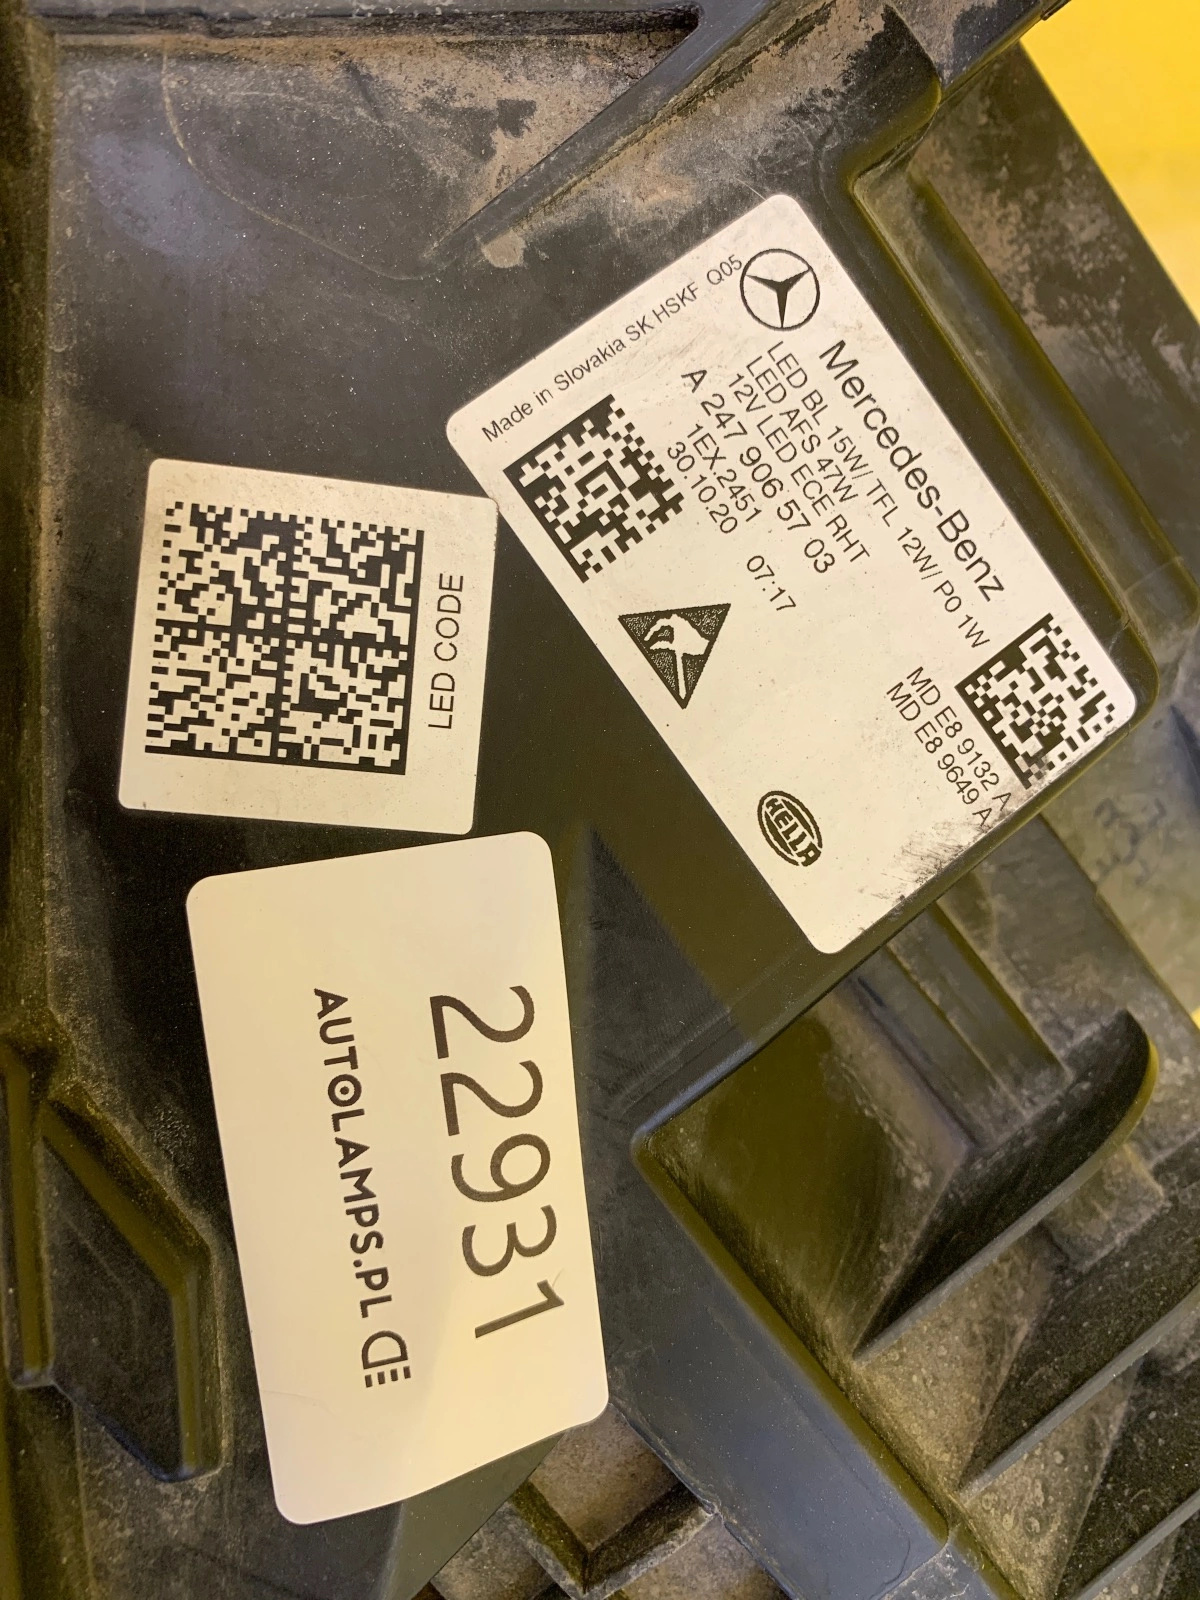 Mercedes-Benz
LED BL 15W/ TFL 12W/ P0 1W
LED AFS 47W
12V LED ECE RHT
A 247 906 57 03
1EX.2451
30.10.20 07:17
Made in Slovakia SK HSKF Q05
MD E8 9132 A
MD E8 9649 A
HELLA
LED CODE
22931
AUTOLAMPS.PL